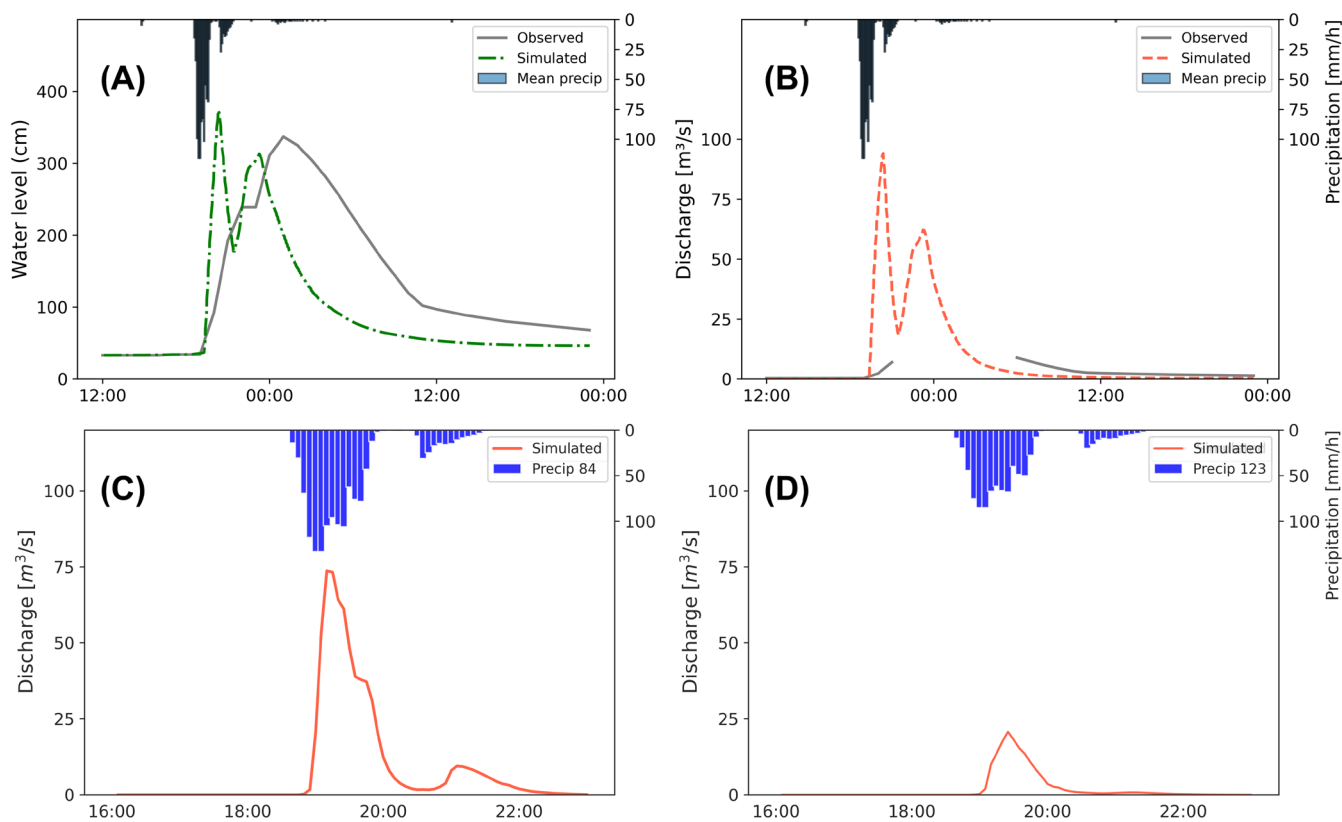 (A)
Observed
Simulated
Mean precip
Water level (cm)
0
100
200
300
400
0
25
50
75
100
12:00
00:00
12:00
00:00
(B)
Observed
Simulated
Mean precip
Discharge [m³/s]
0
25
50
75
100
Precipitation [mm/h]
0
25
50
75
100
12:00
00:00
12:00
00:00
(C)
Simulated
Precip 84
Discharge [m³/s]
0
25
50
75
100
0
50
100
16:00
18:00
20:00
22:00
(D)
Simulated
Precip 123
Discharge [m³/s]
0
25
50
75
100
Precipitation [mm/h]
0
50
100
16:00
18:00
20:00
22:00